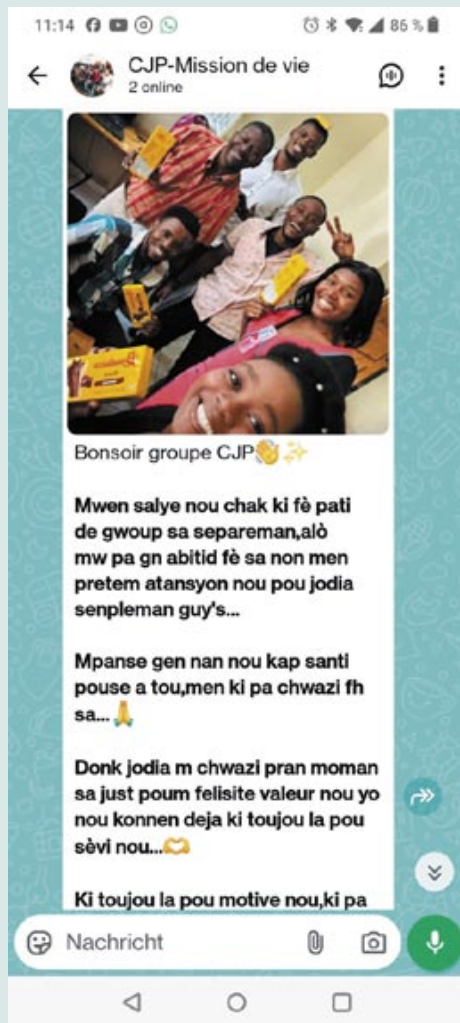 11:14 86 %
CJP-Mission de vie
2 online
Bonsoir groupe CJP👋✨
Mwen salye nou chak ki fè pati
de gwoup sa separeman,alò
mw pa gn abitid fè sa non men
pretem atansyon nou pou jodia
senpleman guy's...
Mpanse gen nan nou kap santi
pouse a tou,men ki pa chwazi fh
sa...🙏
Donk jodia m chwazi pran moman
sa just poum felisite valeur nou yo
nou konnen deja ki toujou la pou
sèvi nou...🫶
Ki toujou la pou motive nou,ki pa
Nachricht